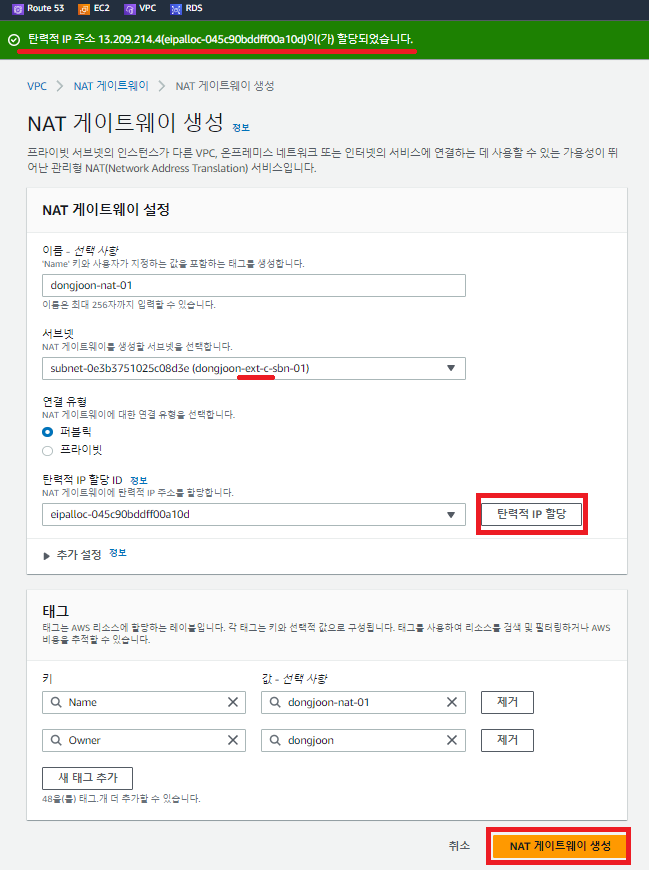 Route 53 EC2 VPC RDS
탄력적 IP 주소 13.209.214.4(eipalloc-045c90bddff00a10d)이(가) 할당되었습니다.
VPC > NAT 게이트웨이 > NAT 게이트웨이 생성
NAT 게이트웨이 생성 정보
프라이빗 서브넷의 인스턴스가 다른 VPC, 온프레미스 네트워크 또는 인터넷의 서비스에 연결하는 데 사용할 수 있는 가용성이 뛰
어난 관리형 NAT(Network Address Translation) 서비스입니다.
NAT 게이트웨이 설정
이름 - 선택 사항
'Name' 키와 사용자가 지정하는 값을 포함하는 태그를 생성합니다.
dongjoon-nat-01
이름은 최대 256자까지 입력할 수 있습니다.
서브넷
NAT 게이트웨이를 생성할 서브넷을 선택합니다.
subnet-0e3b3751025c08d3e (dongjoon-ext-c-sbn-01)
연결 유형
NAT 게이트웨이에 대한 연결 유형을 선택합니다.
퍼블릭
프라이빗
탄력적 IP 할당 ID 정보
NAT 게이트웨이에 탄력적 IP 주소를 할당합니다.
eipalloc-045c90bddff00a10d 탄력적 IP 할당
추가 설정 정보
태그
태그는 AWS 리소스에 할당하는 레이블입니다. 각 태그는 키와 선택적 값으로 구성됩니다. 태그를 사용하여 리소스를 검색 및 필터링하거나 AWS
비용을 추적할 수 있습니다.
키 값 - 선택 사항
Name dongjoon-nat-01 제거
Owner dongjoon 제거
새 태그 추가
48을(를) 태그.개 더 추가할 수 있습니다.
취소 NAT 게이트웨이 생성